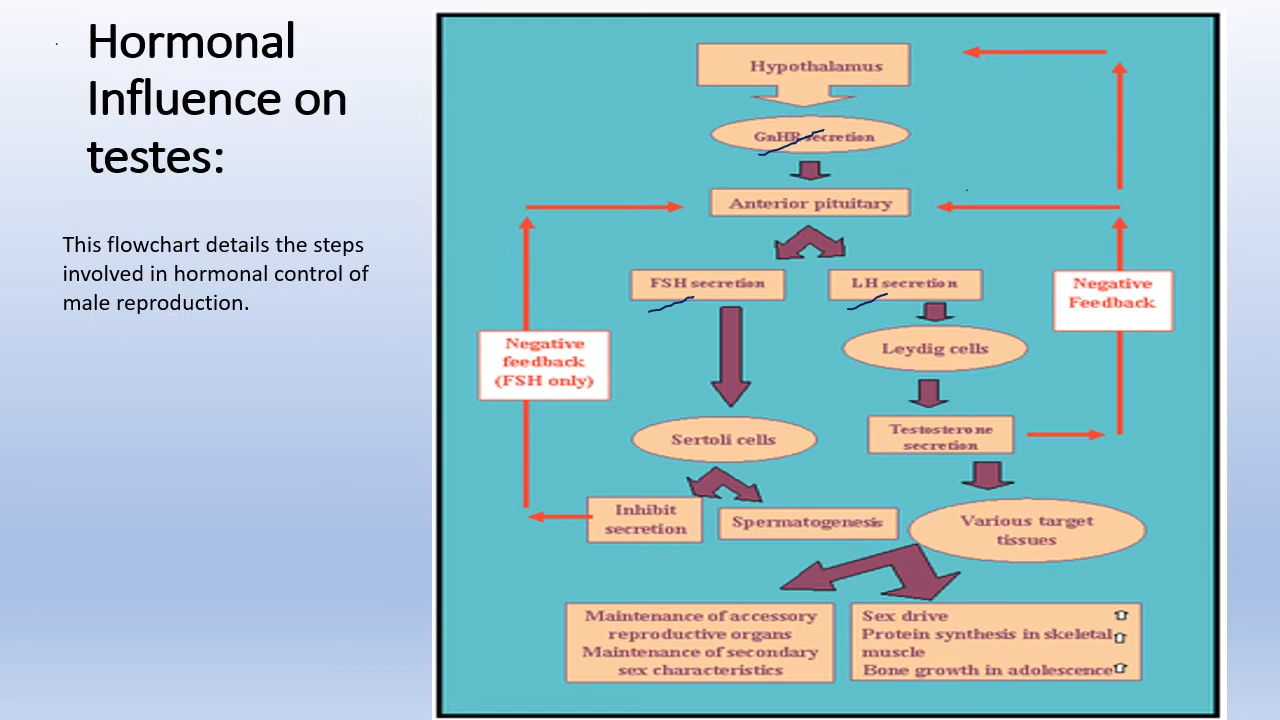 Hormonal
Influence on
testes:
This flowchart details the steps
involved in hormonal control of
male reproduction.
Hypothalamus
GnHR secretion
Anterior pituitary
FSH secretion
LH secretion
Negative
Feedback
Leydig cells
Negative
feedback
(FSH only)
Sertoli cells
Testosterone
secretion
Inhibit
secretion
Spermatogenesis
Various target
tissues
Maintenance of accessory
reproductive organs
Maintenance of secondary
sex characteristics
Sex drive
Protein synthesis in skeletal
muscle
Bone growth in adolescence